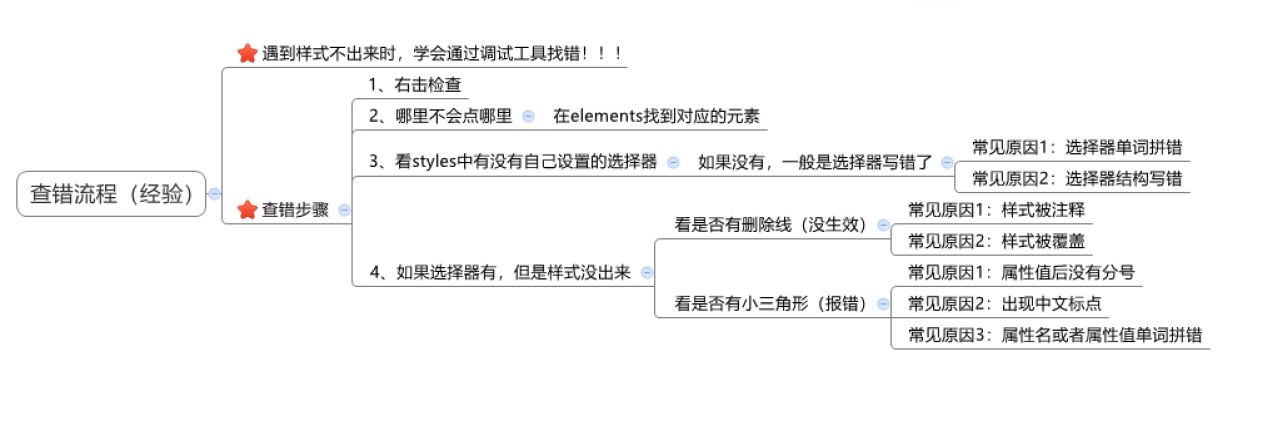 查错流程（经验）
遇到样式不出来时，学会通过调试工具找错！！！
查错步骤
1、右击检查
2、哪里不会点哪里
在elements找到对应的元素
3、看styles中有没有自己设置的选择器
如果没有，一般是选择器写错了
常见原因1：选择器单词拼错
常见原因2：选择器结构写错
4、如果选择器有，但是样式没出来
看是否有删除线（没生效）
常见原因1：样式被注释
常见原因2：样式被覆盖
看是否有小三角形（报错）
常见原因1：属性值后没有分号
常见原因2：出现中文标点
常见原因3：属性名或者属性值单词拼错